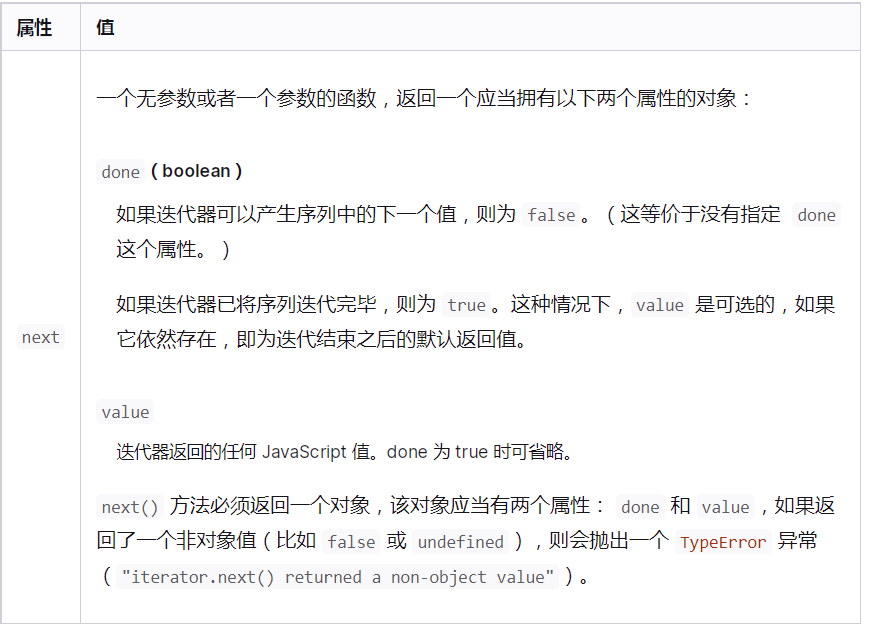 属性 值
一个无参数或者一个参数的函数，返回一个应当拥有以下两个属性的对象：
done（boolean）
如果迭代器可以产生序列中的下一个值，则为 false。（这等价于没有指定 done
这个属性。）
如果迭代器已将序列迭代完毕，则为 true。这种情况下，value 是可选的，如果
它依然存在，即为迭代结束之后的默认返回值。
next
value
迭代器返回的任何 JavaScript 值。done 为 true 时可省略。
next() 方法必须返回一个对象，该对象应当有两个属性： done 和 value，如果返
回了一个非对象值（比如 false 或 undefined），则会抛出一个 TypeError 异常
（"iterator.next() returned a non-object value"）。